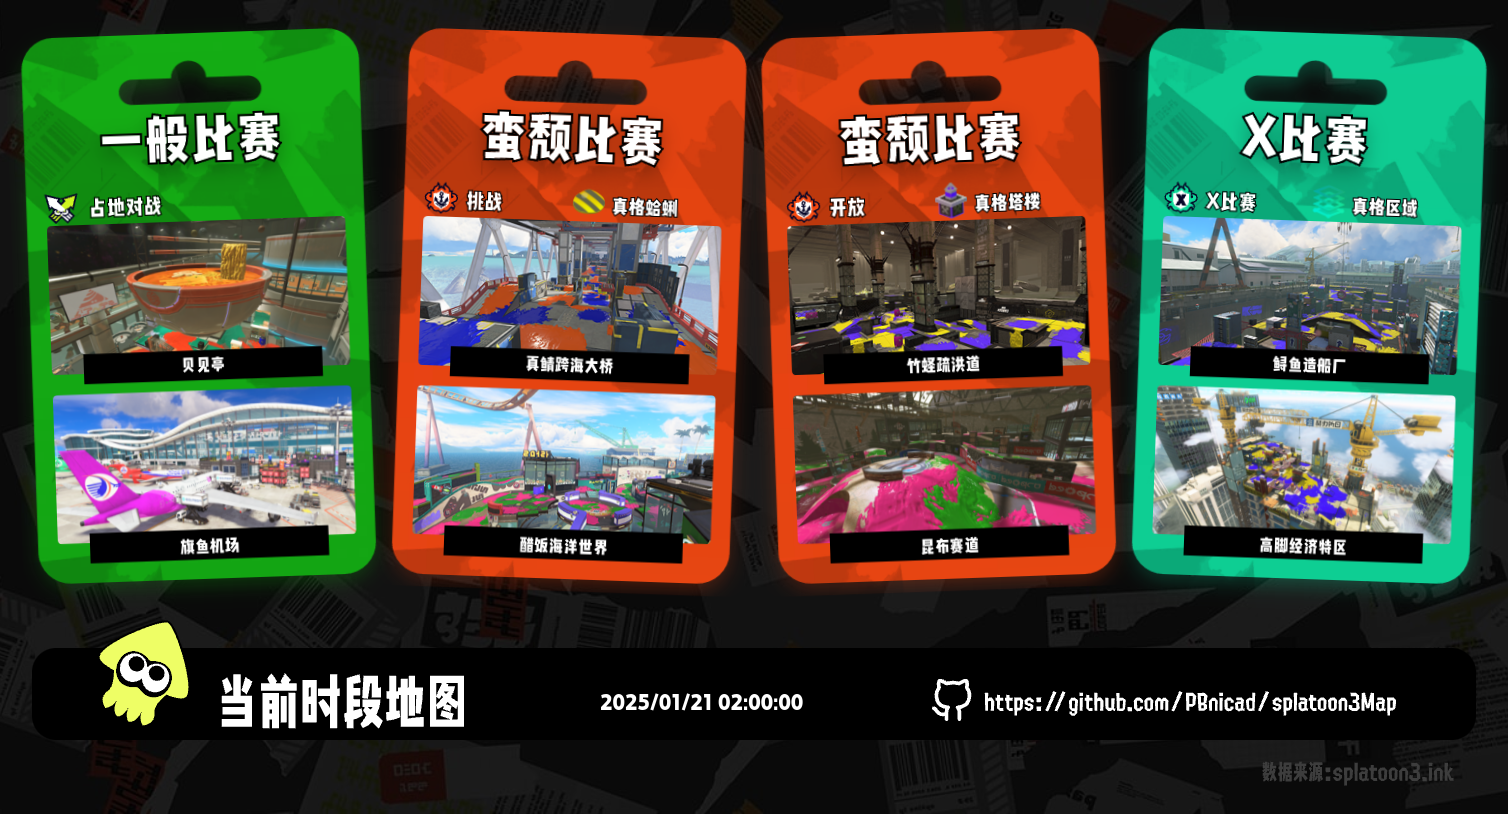 一般比赛
占地对战
贝见亭
旗鱼机场
蛮颓比赛
挑战
真格蛤蜊
真鲭跨海大桥
醋饭海洋世界
蛮颓比赛
开放
真格塔楼
竹蛏疏洪道
昆布赛道
X比赛
X比赛
真格区域
鲟鱼造船厂
高脚经济特区
当前时段地图
2025/01/21 02:00:00
https://github.com/PBnicad/splatoon3Map
数据来源:splatoon3.ink